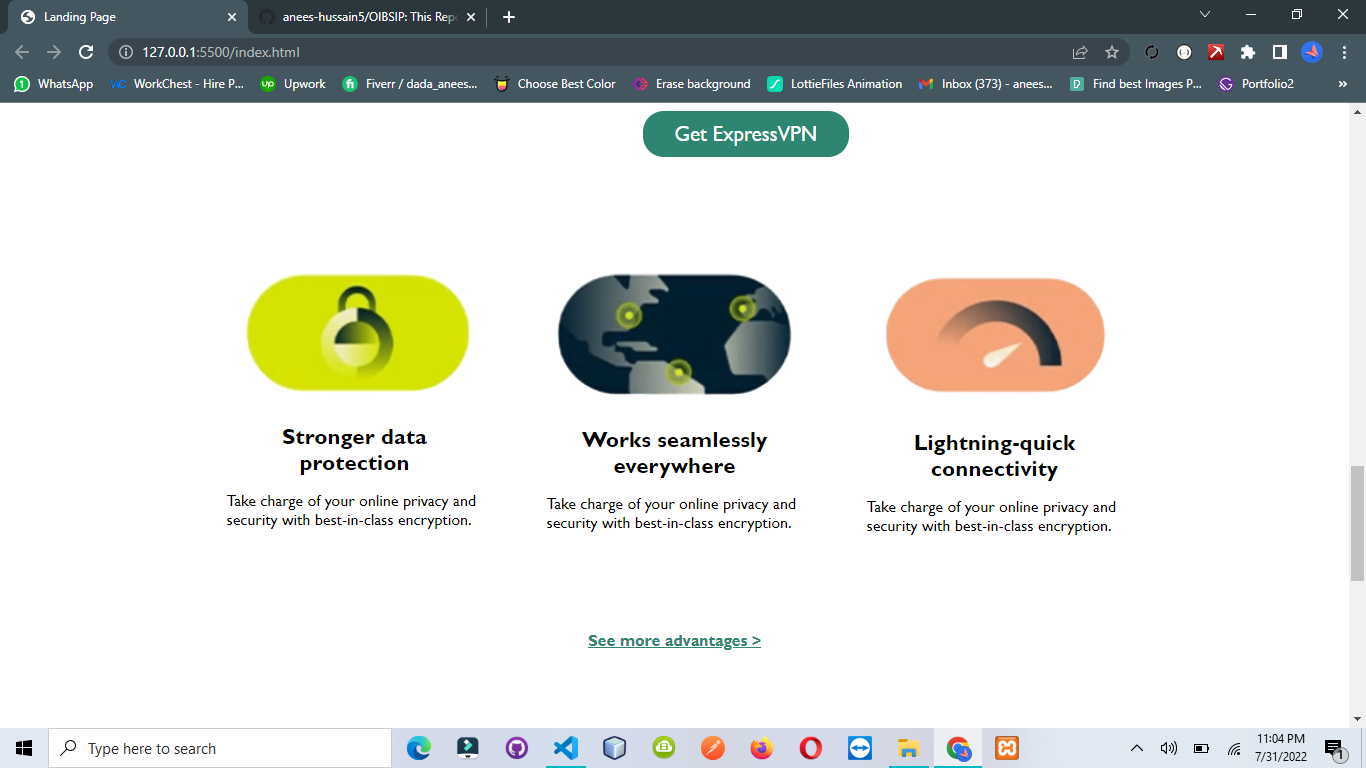 Landing Page
anees-hussain5/OIBSIP: This Repo
127.0.0.1:5500/index.html
WhatsApp
WorkChest - Hire P...
Upwork
Fiverr / dada_anees...
Choose Best Color
Erase background
LottieFiles Animation
Inbox (373) - anees...
Find best Images P...
Portfolio2
»
Get ExpressVPN
Stronger data
protection
Take charge of your online privacy and
security with best-in-class encryption.
Works seamlessly
everywhere
Take charge of your online privacy and
security with best-in-class encryption.
Lightning-quick
connectivity
Take charge of your online privacy and
security with best-in-class encryption.
See more advantages >
Type here to search
11:04 PM
7/31/2022
1